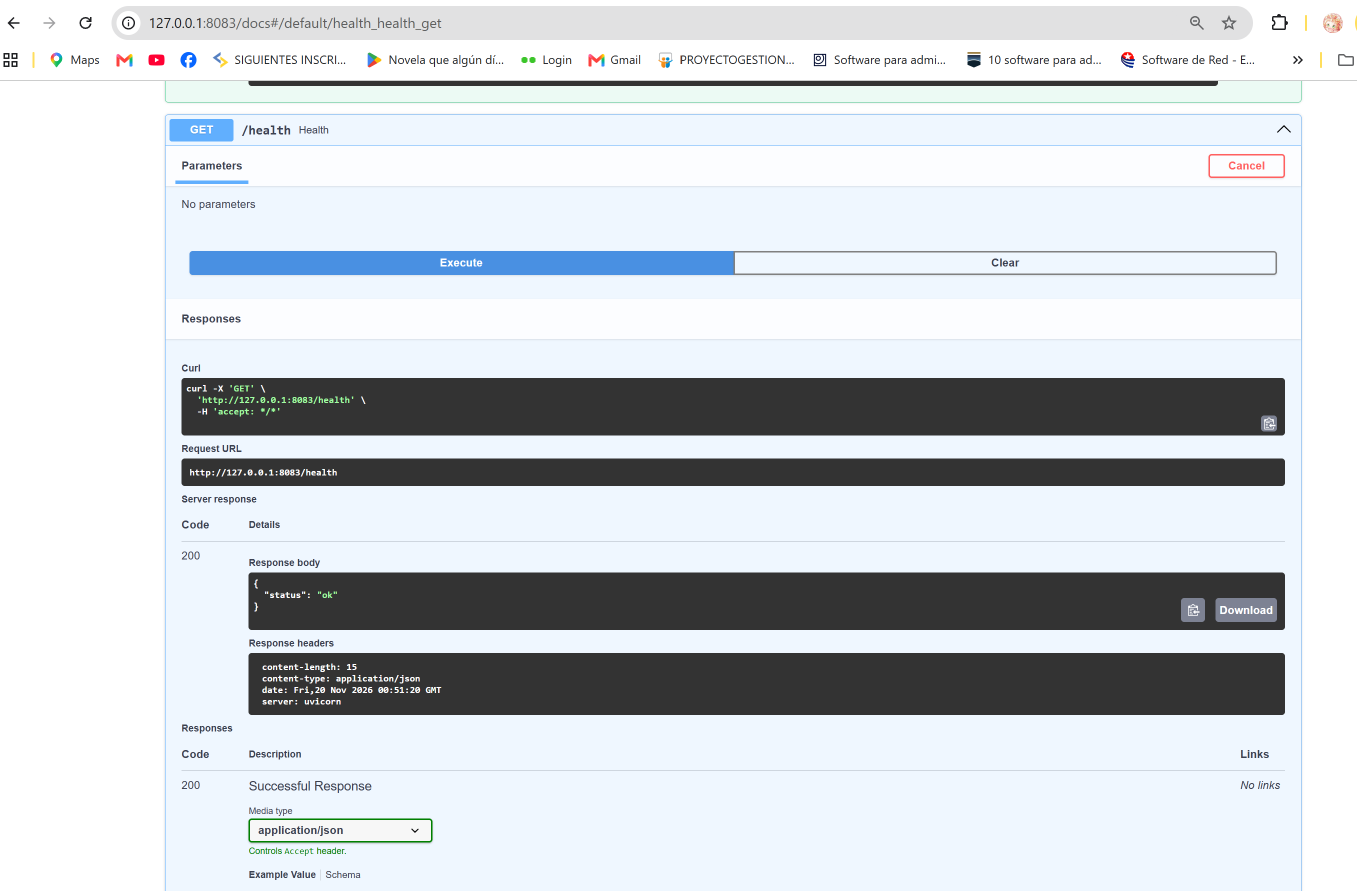 127.0.0.1:8083/docs#/default/health_health_get
Maps SIGUIENTES INSCRI... Novela que algún dí... Login Gmail PROYECTOGESTION... Software para admi... 10 software para ad... Software de Red - E... »
GET /health Health
Parameters Cancel
No parameters
Execute Clear
Responses
Curl
curl -X 'GET' \
'http://127.0.0.1:8083/health' \
-H 'accept: */*'
Request URL
http://127.0.0.1:8083/health
Server response
Code Details
200
Response body
{
"status": "ok"
}
Download
Response headers
content-length: 15
content-type: application/json
date: Fri,20 Nov 2026 00:51:20 GMT
server: uvicorn
Responses
Code Description Links
200 Successful Response No links
Media type
application/json
Controls Accept header.
Example Value Schema